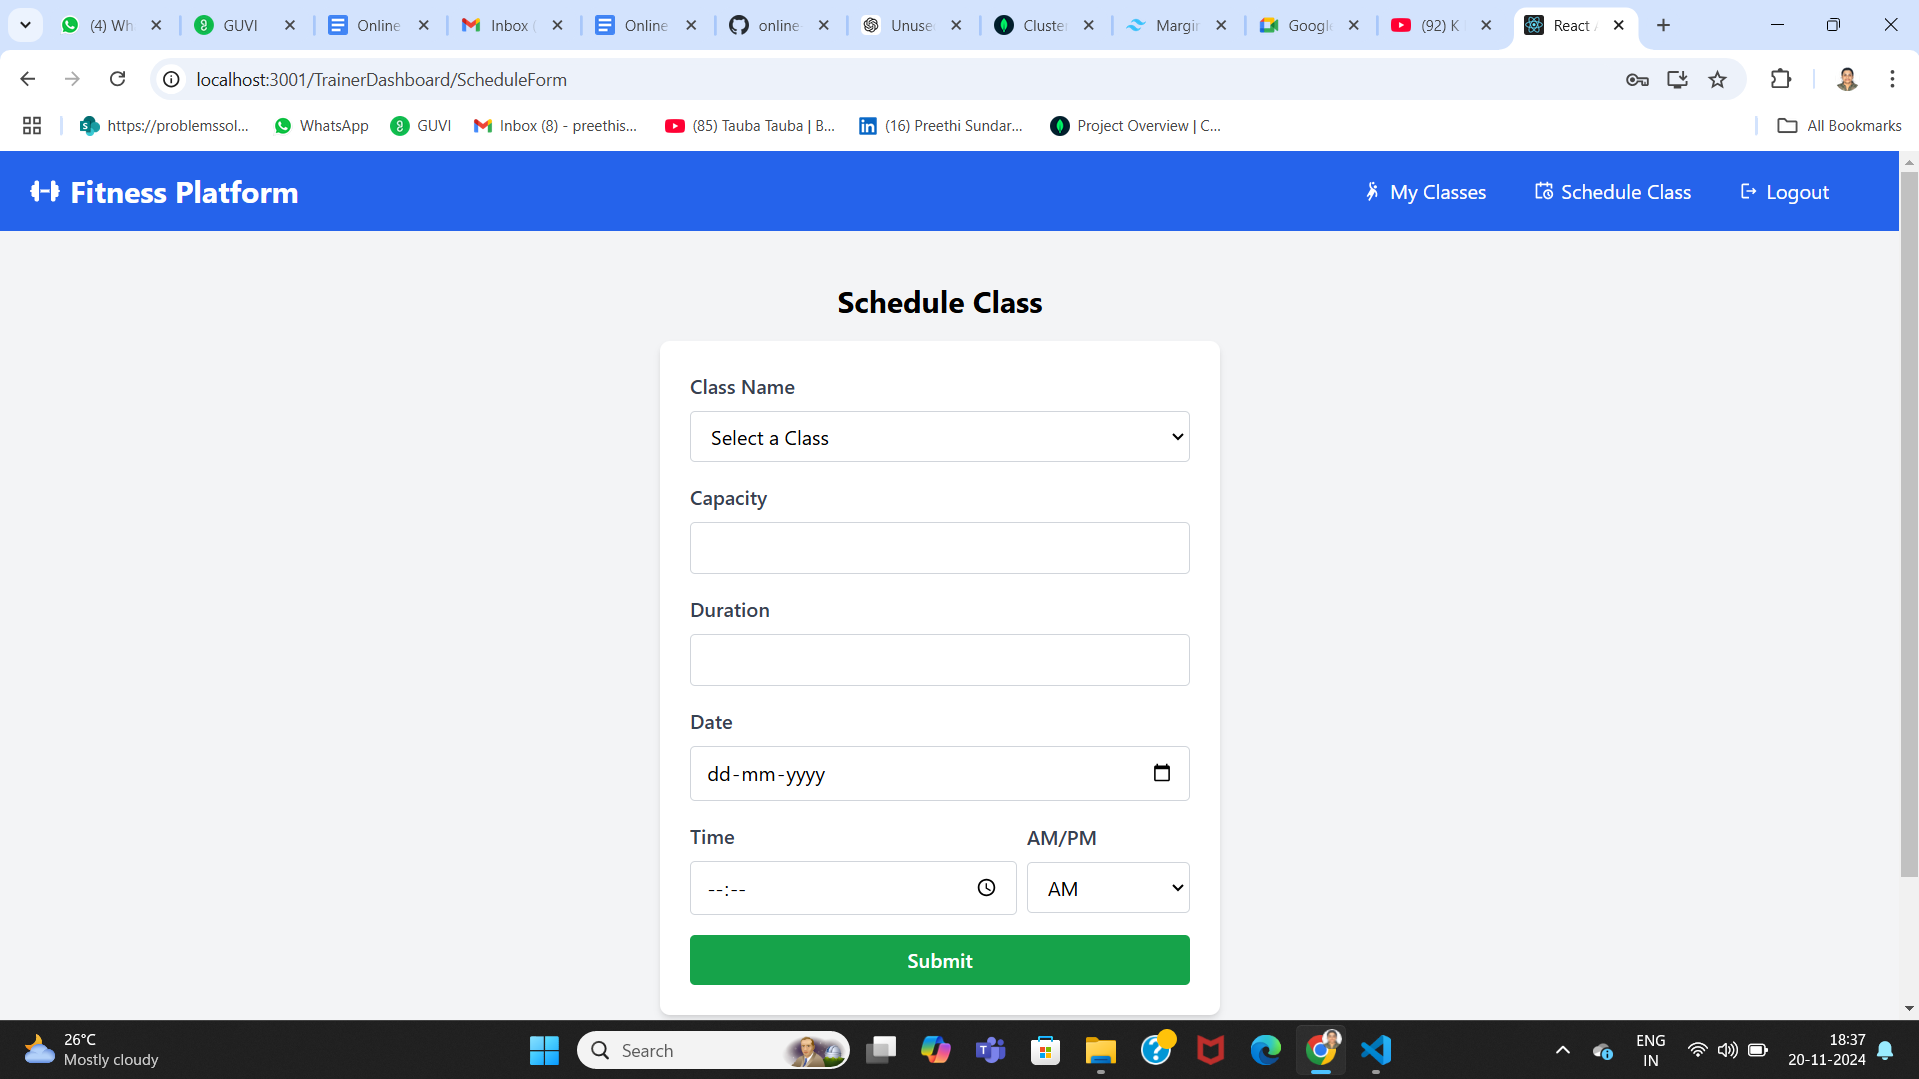 (4) Wh
GUVI
Online
Inbox (
Online
online-
Unuse
Cluster
Margin
Google
(92) K
React A
localhost:3001/TrainerDashboard/ScheduleForm
https://problemssol...
WhatsApp
GUVI
Inbox (8) - preethis...
(85) Tauba Tauba | B...
(16) Preethi Sundar...
Project Overview | C...
All Bookmarks
Fitness Platform
My Classes
Schedule Class
Logout
Schedule Class
Class Name
Select a Class
Capacity
Duration
Date
dd-mm-yyyy
Time
AM/PM
--:--
AM
Submit
26°C
Mostly cloudy
Search
ENG
IN
18:37
20-11-2024